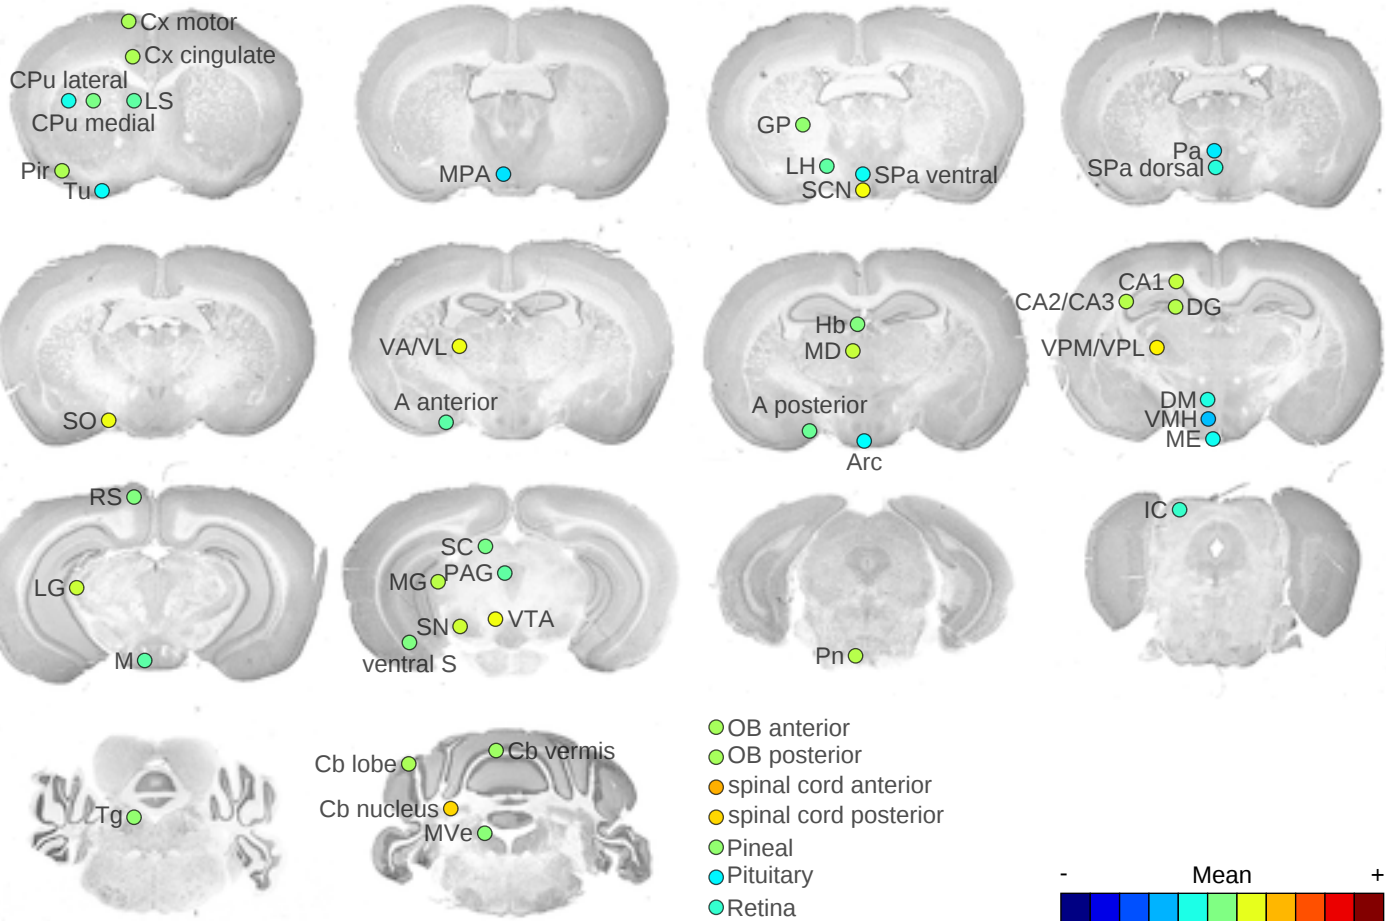 Cx motor
Cx cingulate
CPu lateral
LS
CPu medial
Pir
Tu
MPA
GP
LH
SPa ventral
SCN
Pa
SPa dorsal
SO
VA/VL
A anterior
Hb
MD
A posterior
Arc
CA1
CA2/CA3
DG
VPM/VPL
DM
VMH
ME
RS
LG
M
SC
PAG
MG
VTA
SN
ventral S
Pn
IC
Tg
Cb lobe
Cb vermis
Cb nucleus
MVe
OB anterior
OB posterior
spinal cord anterior
spinal cord posterior
Pineal
Pituitary
Retina
- Mean +